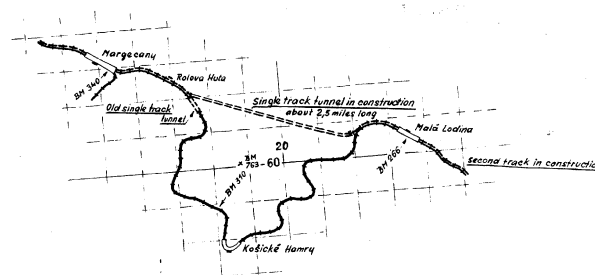 Margecany
BM 340
Rolova Huta
Old single track
tunnel
Single track tunnel in construction
about 2,5 miles long
Malá Lodina
BM 266
second track in construction
20
BM
763
60
BM 310
Košické Hamry